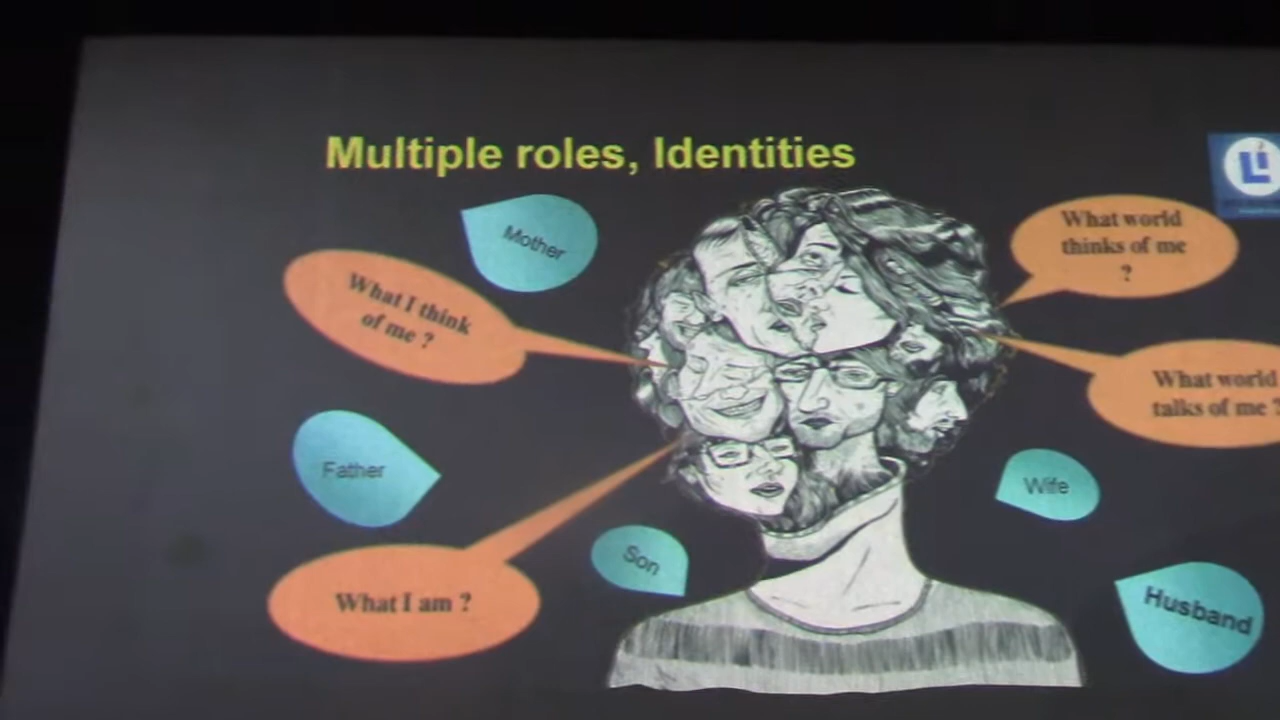 Multiple roles, Identities
Mother
What world
thinks of me
?
What I think
of me ?
What world
talks of me ?
Father
Wife
Son
What I am ?
Husband